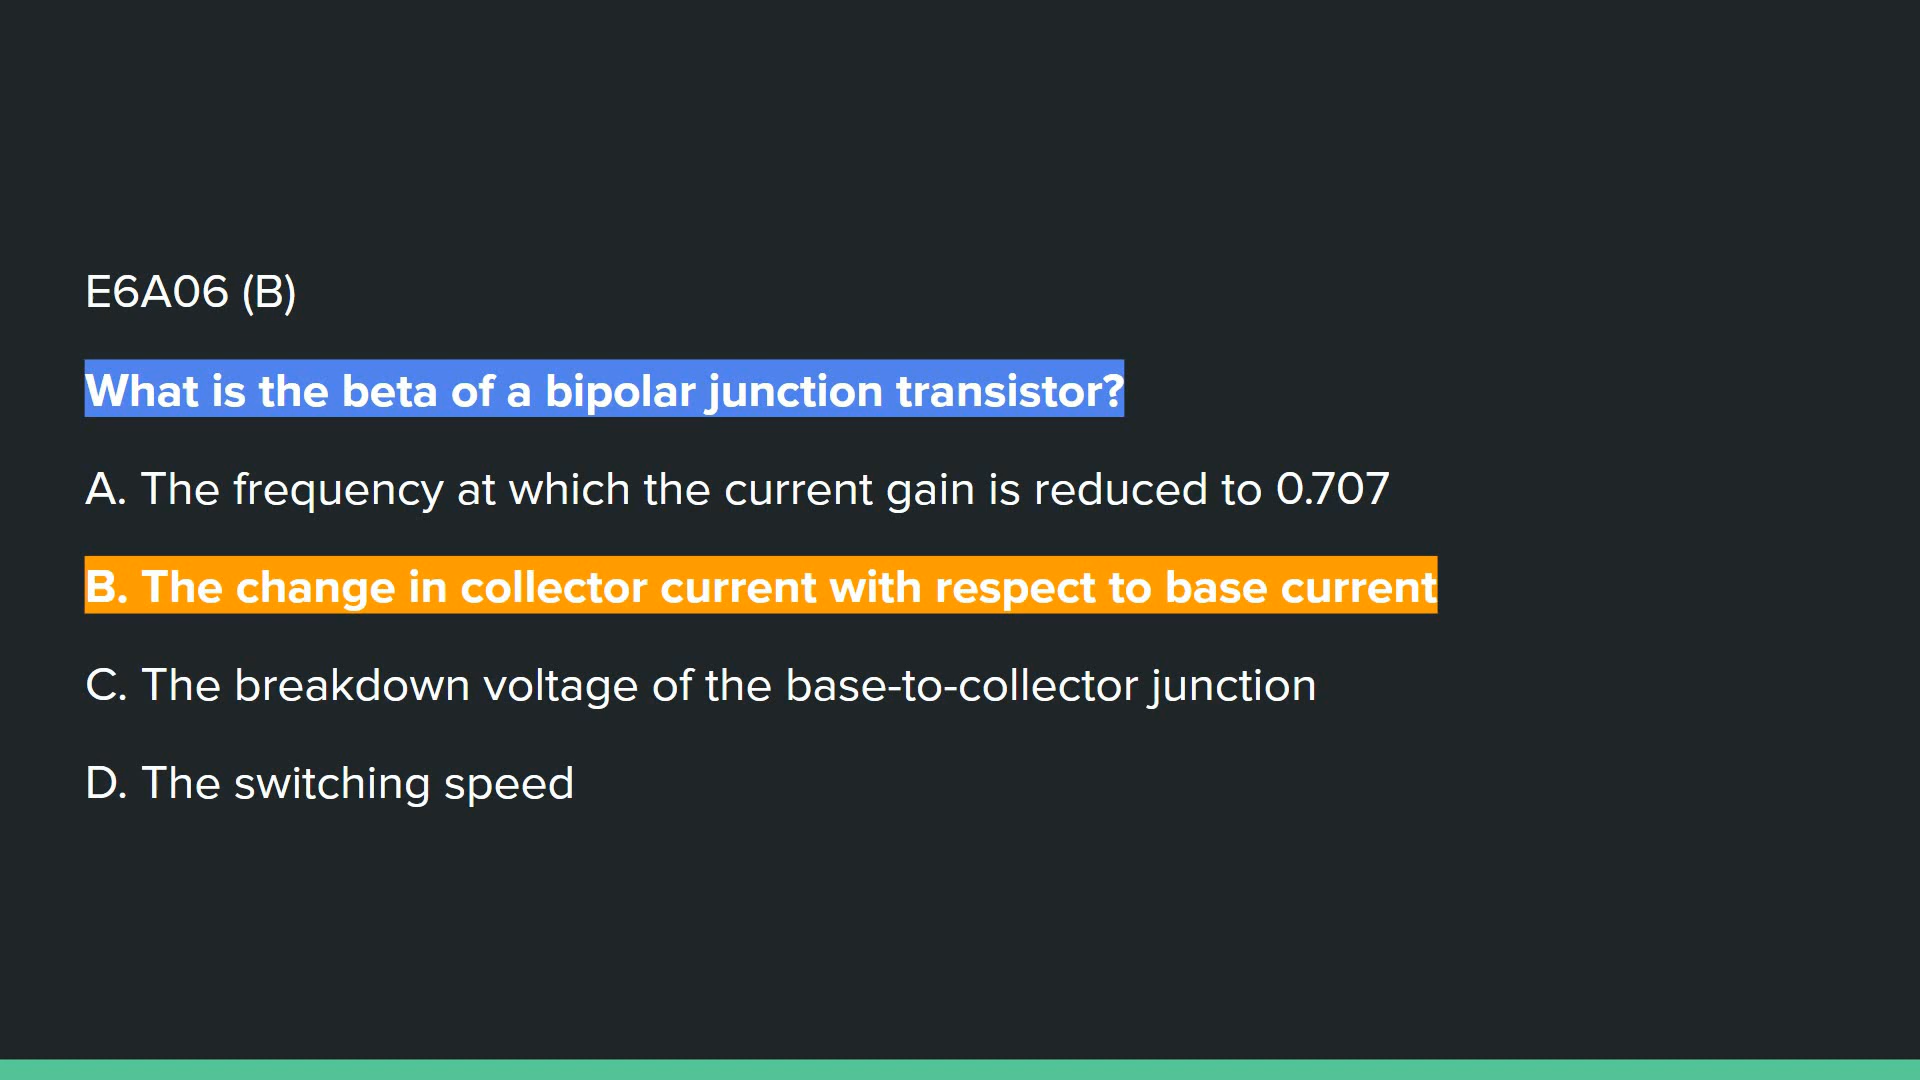 E6A06 (B)
What is the beta of a bipolar junction transistor?
A. The frequency at which the current gain is reduced to 0.707
B. The change in collector current with respect to base current
C. The breakdown voltage of the base-to-collector junction
D. The switching speed